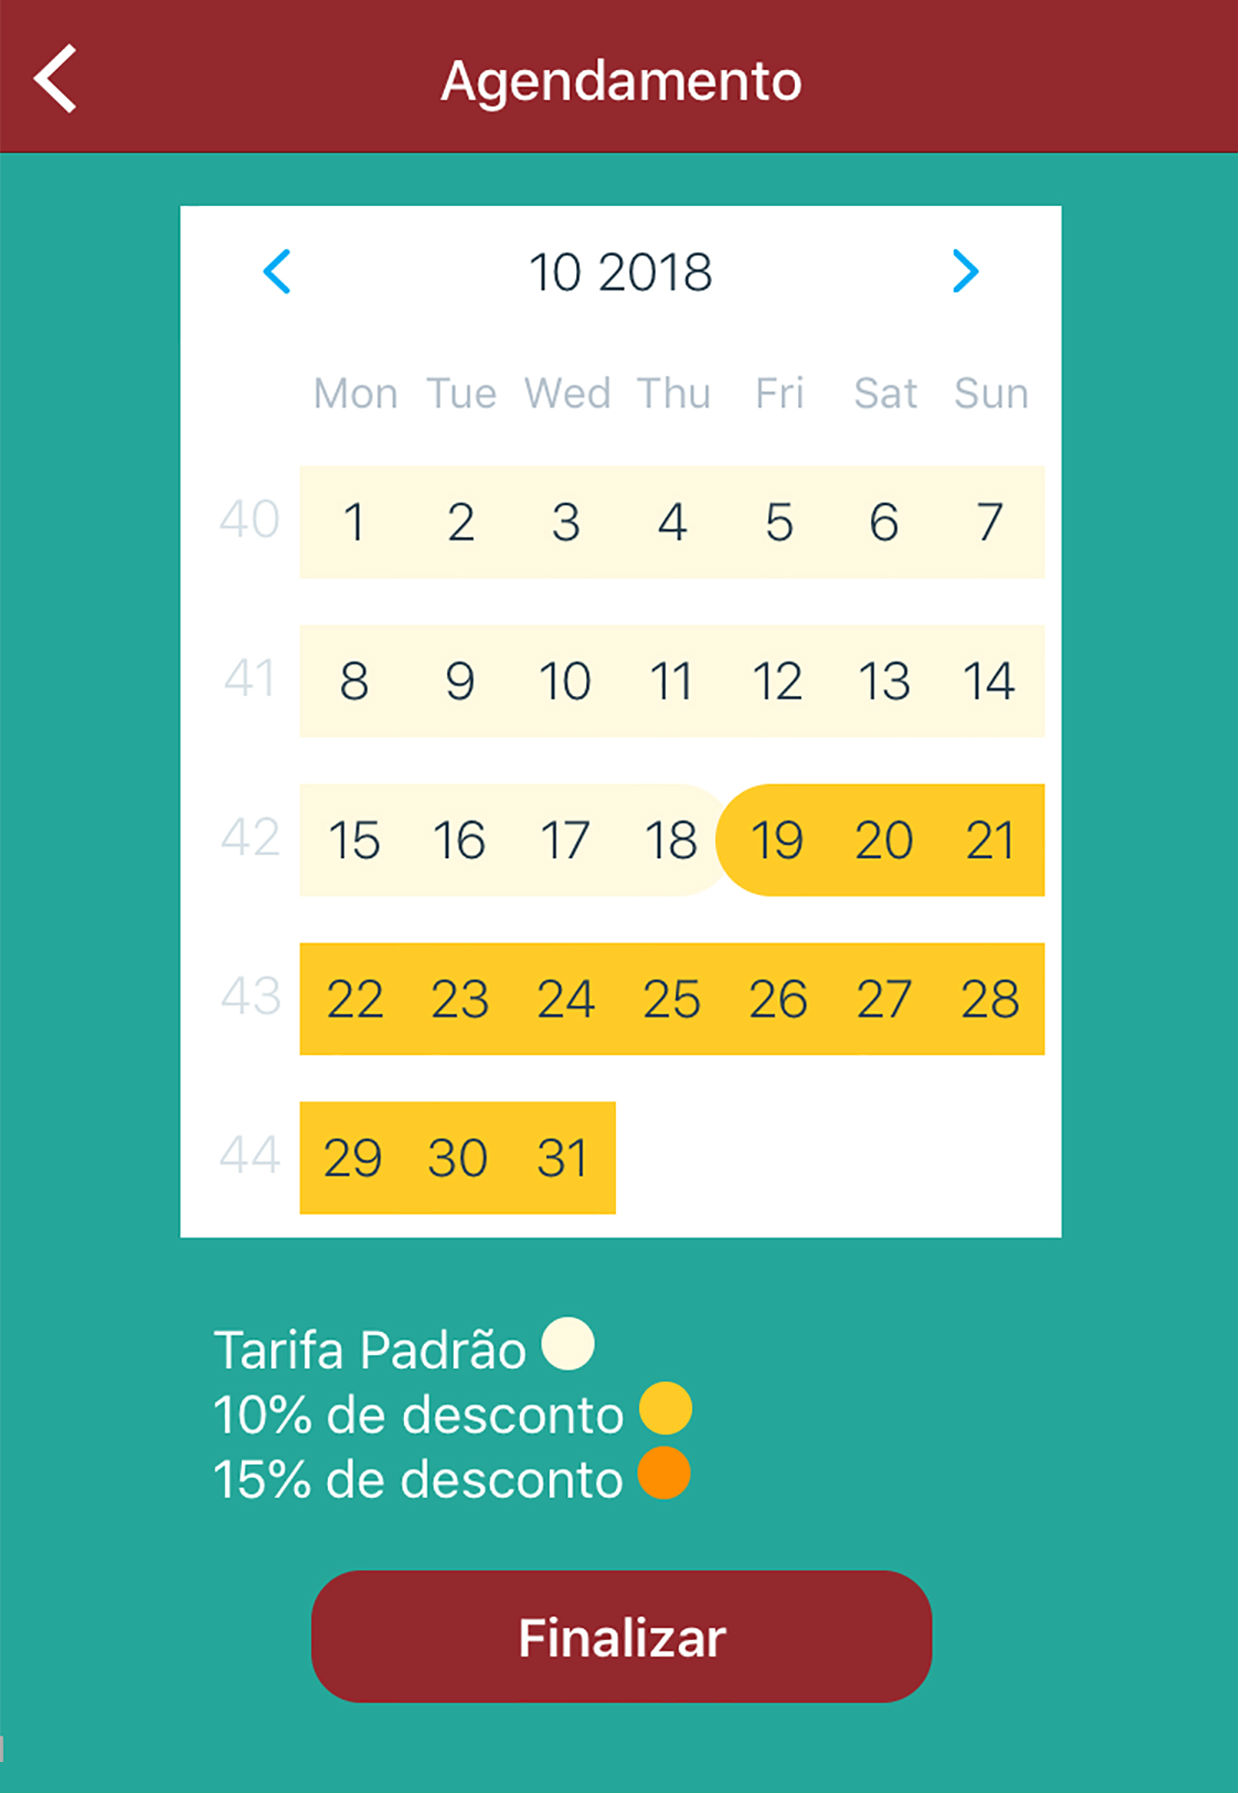 Agendamento
10 2018
Mon Tue Wed Thu Fri Sat Sun
40 1 2 3 4 5 6 7
41 8 9 10 11 12 13 14
42 15 16 17 18 19 20 21
43 22 23 24 25 26 27 28
44 29 30 31
Tarifa Padrão
10% de desconto
15% de desconto
Finalizar